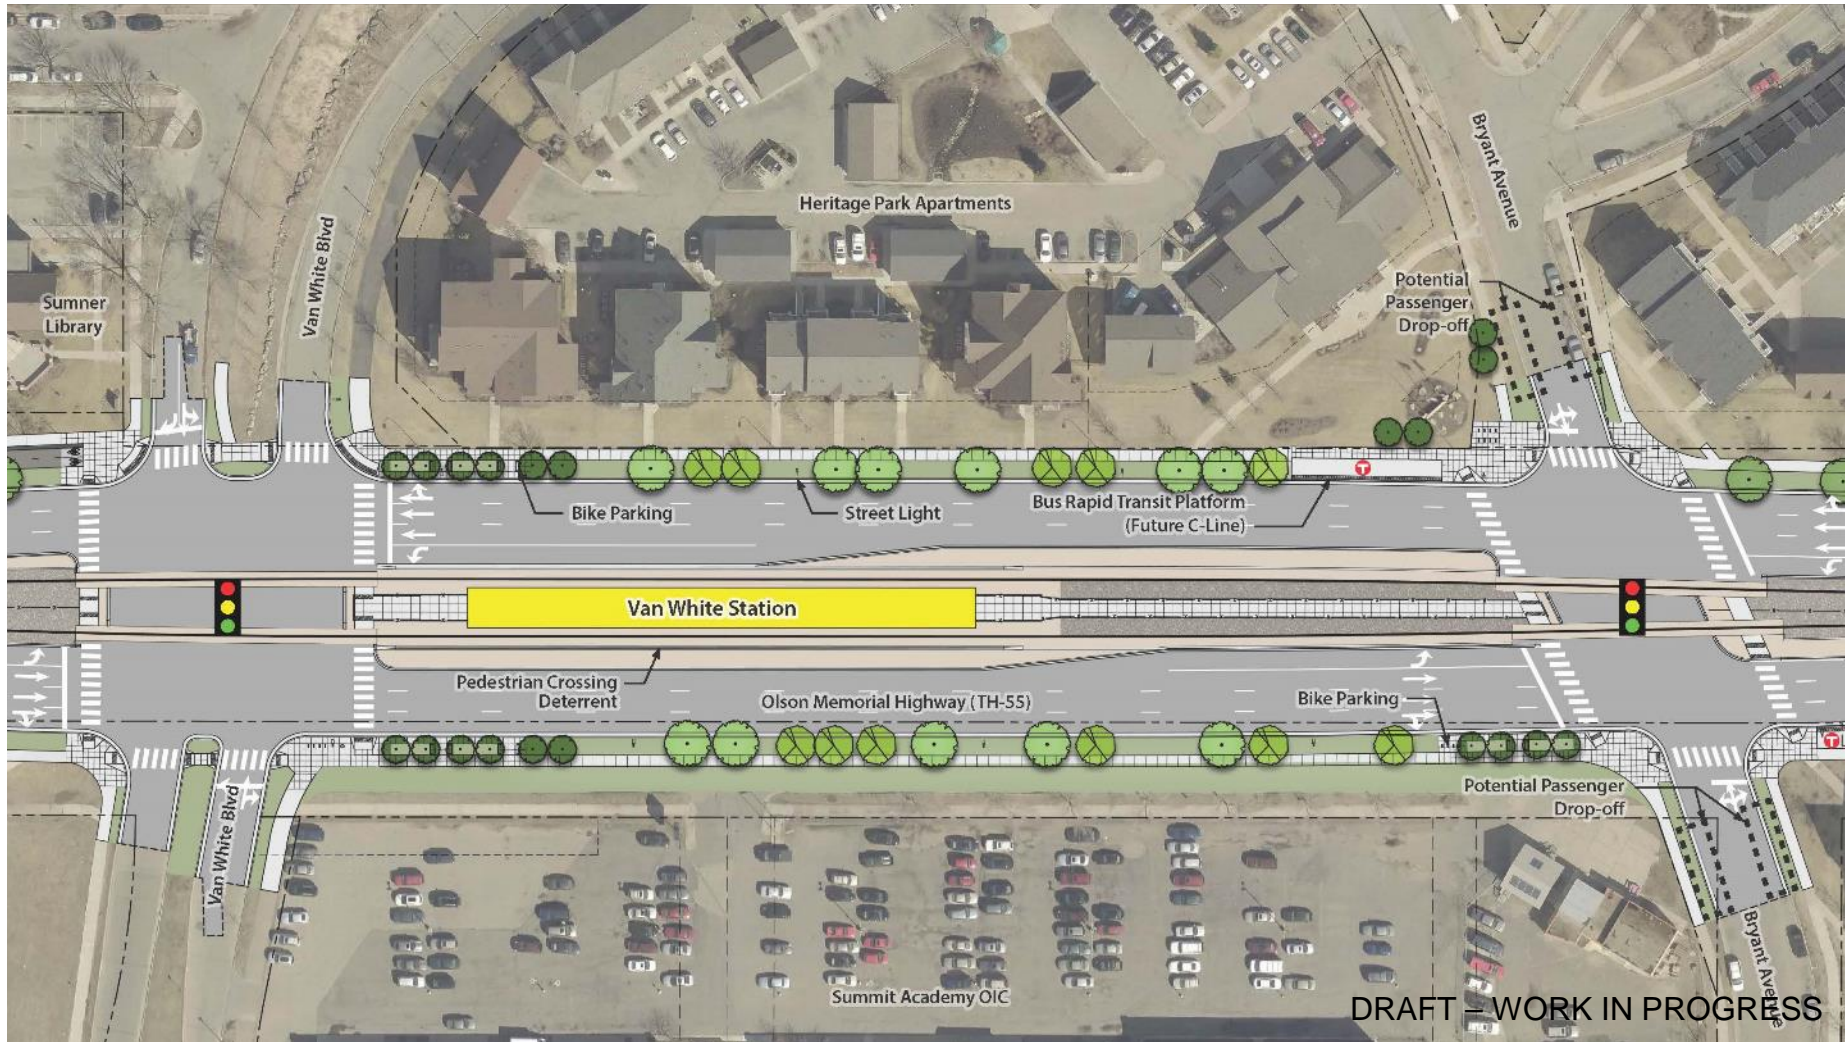 Heritage Park Apartments
Bryant Avenue
Van White Blvd
Sumner
Library
Potential
Passenger
Drop-off
Bike Parking
Street Light
Bus Rapid Transit Platform
(Future C-Line)
T
Van White Station
Pedestrian Crossing
Deterrent
Olson Memorial Highway (TH-55)
Bike Parking
T
Potential Passenger
Drop-off
Van White Blvd
Bryant Avenue
Summit Academy OIC
DRAFT – WORK IN PROGRESS